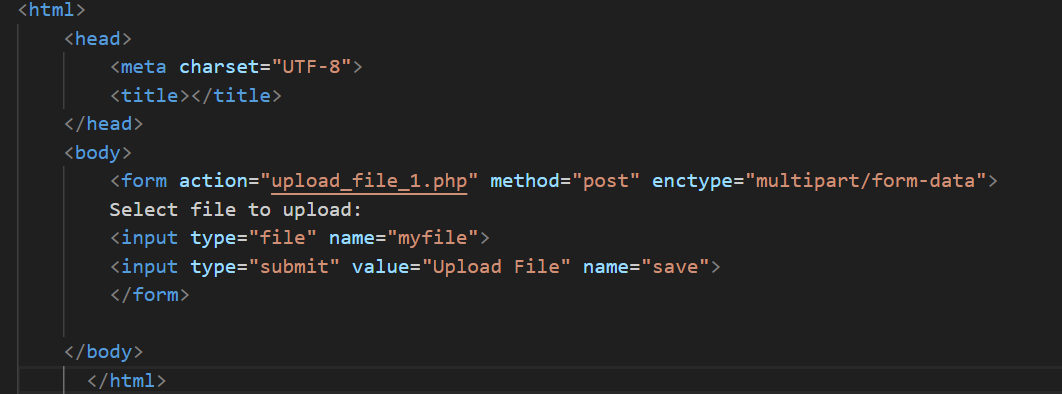 <html>
<head>
<meta charset="UTF-8">
<title></title>
</head>
<body>
<form action="upload_file_1.php" method="post" enctype="multipart/form-data">
Select file to upload:
<input type="file" name="myfile">
<input type="submit" value="Upload File" name="save">
</form>
</body>
</html>